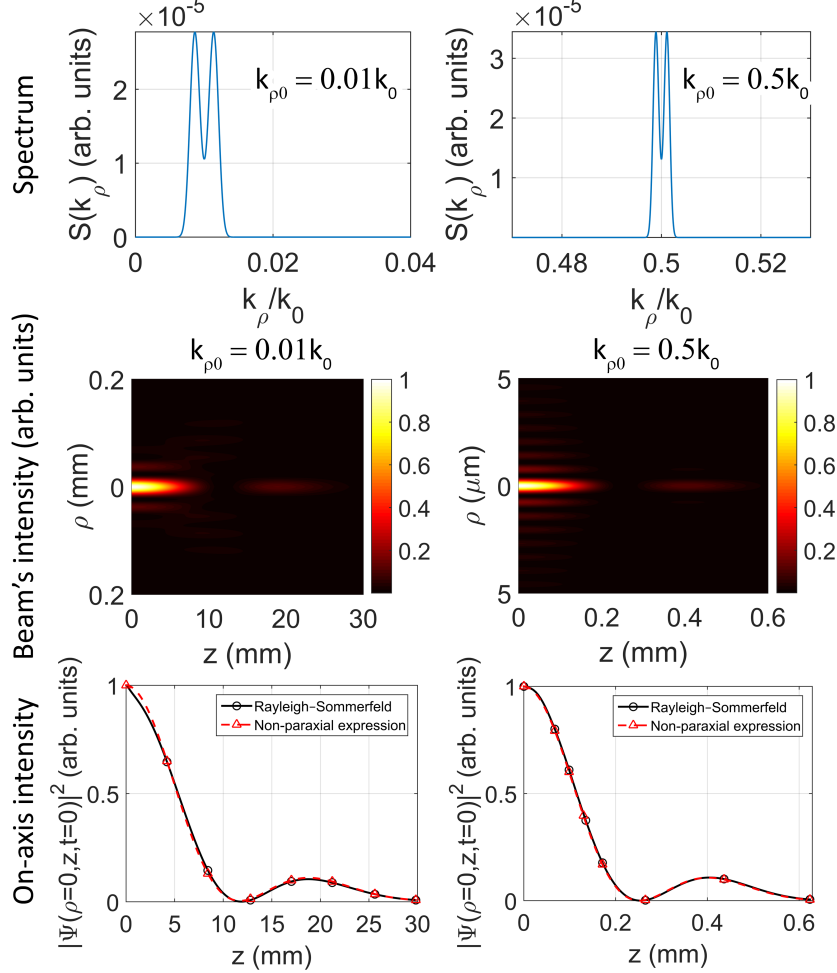 Spectrum
×10⁻⁵
S(k_ρ) (arb. units)
2
1
0
k_ρ0 = 0.01k_0
0 0.02 0.04
k_ρ/k_0
×10⁻⁵
S(k_ρ) (arb. units)
3
2
1
k_ρ0 = 0.5k_0
0.48 0.5 0.52
k_ρ/k_0
Beam's intensity (arb. units)
k_ρ0 = 0.01k_0
ρ (mm)
0.2
0
0.2
0 10 20 30
z (mm)
1
0.8
0.6
0.4
0.2
k_ρ0 = 0.5k_0
ρ (μm)
5
0
5
0 0.2 0.4 0.6
z (mm)
1
0.8
0.6
0.4
0.2
On-axis intensity
|Ψ(ρ=0,z,t=0)|² (arb. units)
1
0.5
0
Rayleigh-Sommerfeld
Non-paraxial expression
0 5 10 15 20 25 30
z (mm)
|Ψ(ρ=0,z,t=0)|² (arb. units)
1
0.5
0
Rayleigh-Sommerfeld
Non-paraxial expression
0 0.2 0.4 0.6
z (mm)